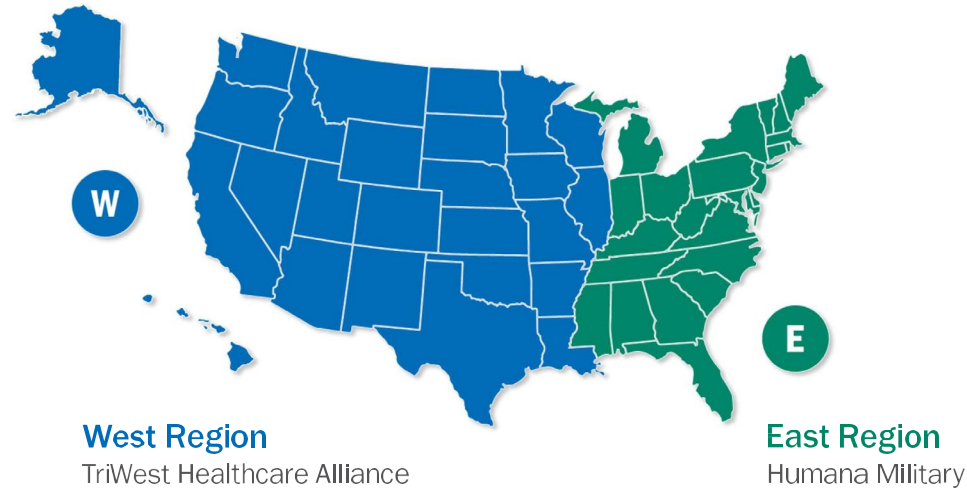 W
E
West Region
TriWest Healthcare Alliance
East Region
Humana Military